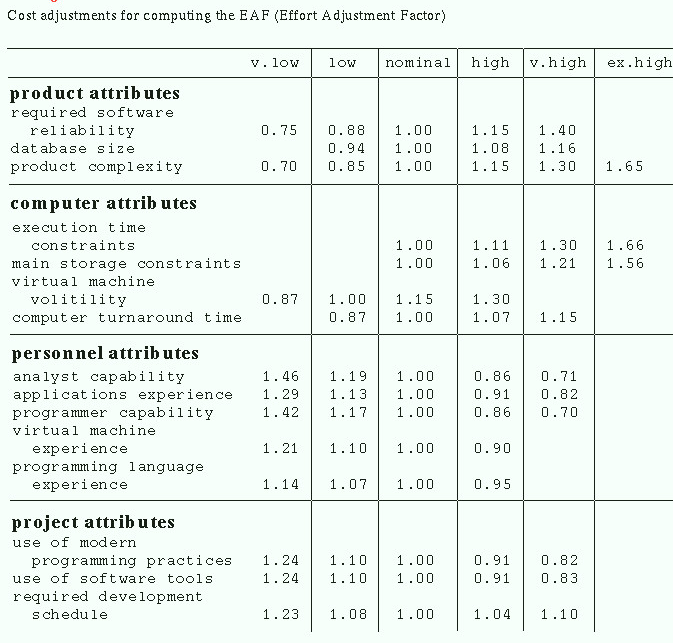 Cost adjustments for computing the EAF (Effort Adjustment Factor)
v.low low nominal high v.high ex.high
product attributes
required software
reliability 0.75 0.88 1.00 1.15 1.40
database size 0.94 1.00 1.08 1.16
product complexity 0.70 0.85 1.00 1.15 1.30 1.65
computer attributes
execution time
constraints 1.00 1.11 1.30 1.66
main storage constraints 1.00 1.06 1.21 1.56
virtual machine
volitility 0.87 1.00 1.15 1.30
computer turnaround time 0.87 1.00 1.07 1.15
personnel attributes
analyst capability 1.46 1.19 1.00 0.86 0.71
applications experience 1.29 1.13 1.00 0.91 0.82
programmer capability 1.42 1.17 1.00 0.86 0.70
virtual machine
experience 1.21 1.10 1.00 0.90
programming language
experience 1.14 1.07 1.00 0.95
project attributes
use of modern
programming practices 1.24 1.10 1.00 0.91 0.82
use of software tools 1.24 1.10 1.00 0.91 0.83
required development
schedule 1.23 1.08 1.00 1.04 1.10